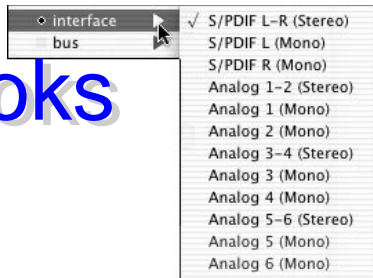 interface
bus
oks
✓ S/PDIF L-R (Stereo)
S/PDIF L (Mono)
S/PDIF R (Mono)
Analog 1-2 (Stereo)
Analog 1 (Mono)
Analog 2 (Mono)
Analog 3-4 (Stereo)
Analog 3 (Mono)
Analog 4 (Mono)
Analog 5-6 (Stereo)
Analog 5 (Mono)
Analog 6 (Mono)